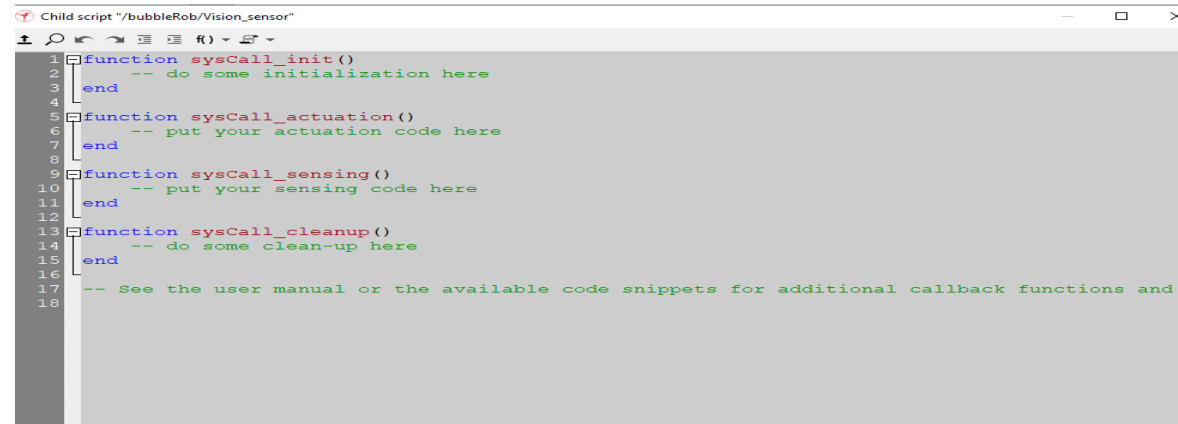 Child script "/bubbleRob/Vision_sensor"
f()
1 function sysCall_init()
2     -- do some initialization here
3 end
4
5 function sysCall_actuation()
6     -- put your actuation code here
7 end
8
9 function sysCall_sensing()
10     -- put your sensing code here
11 end
12
13 function sysCall_cleanup()
14     -- do some clean-up here
15 end
16
17 -- See the user manual or the available code snippets for additional callback functions and
18